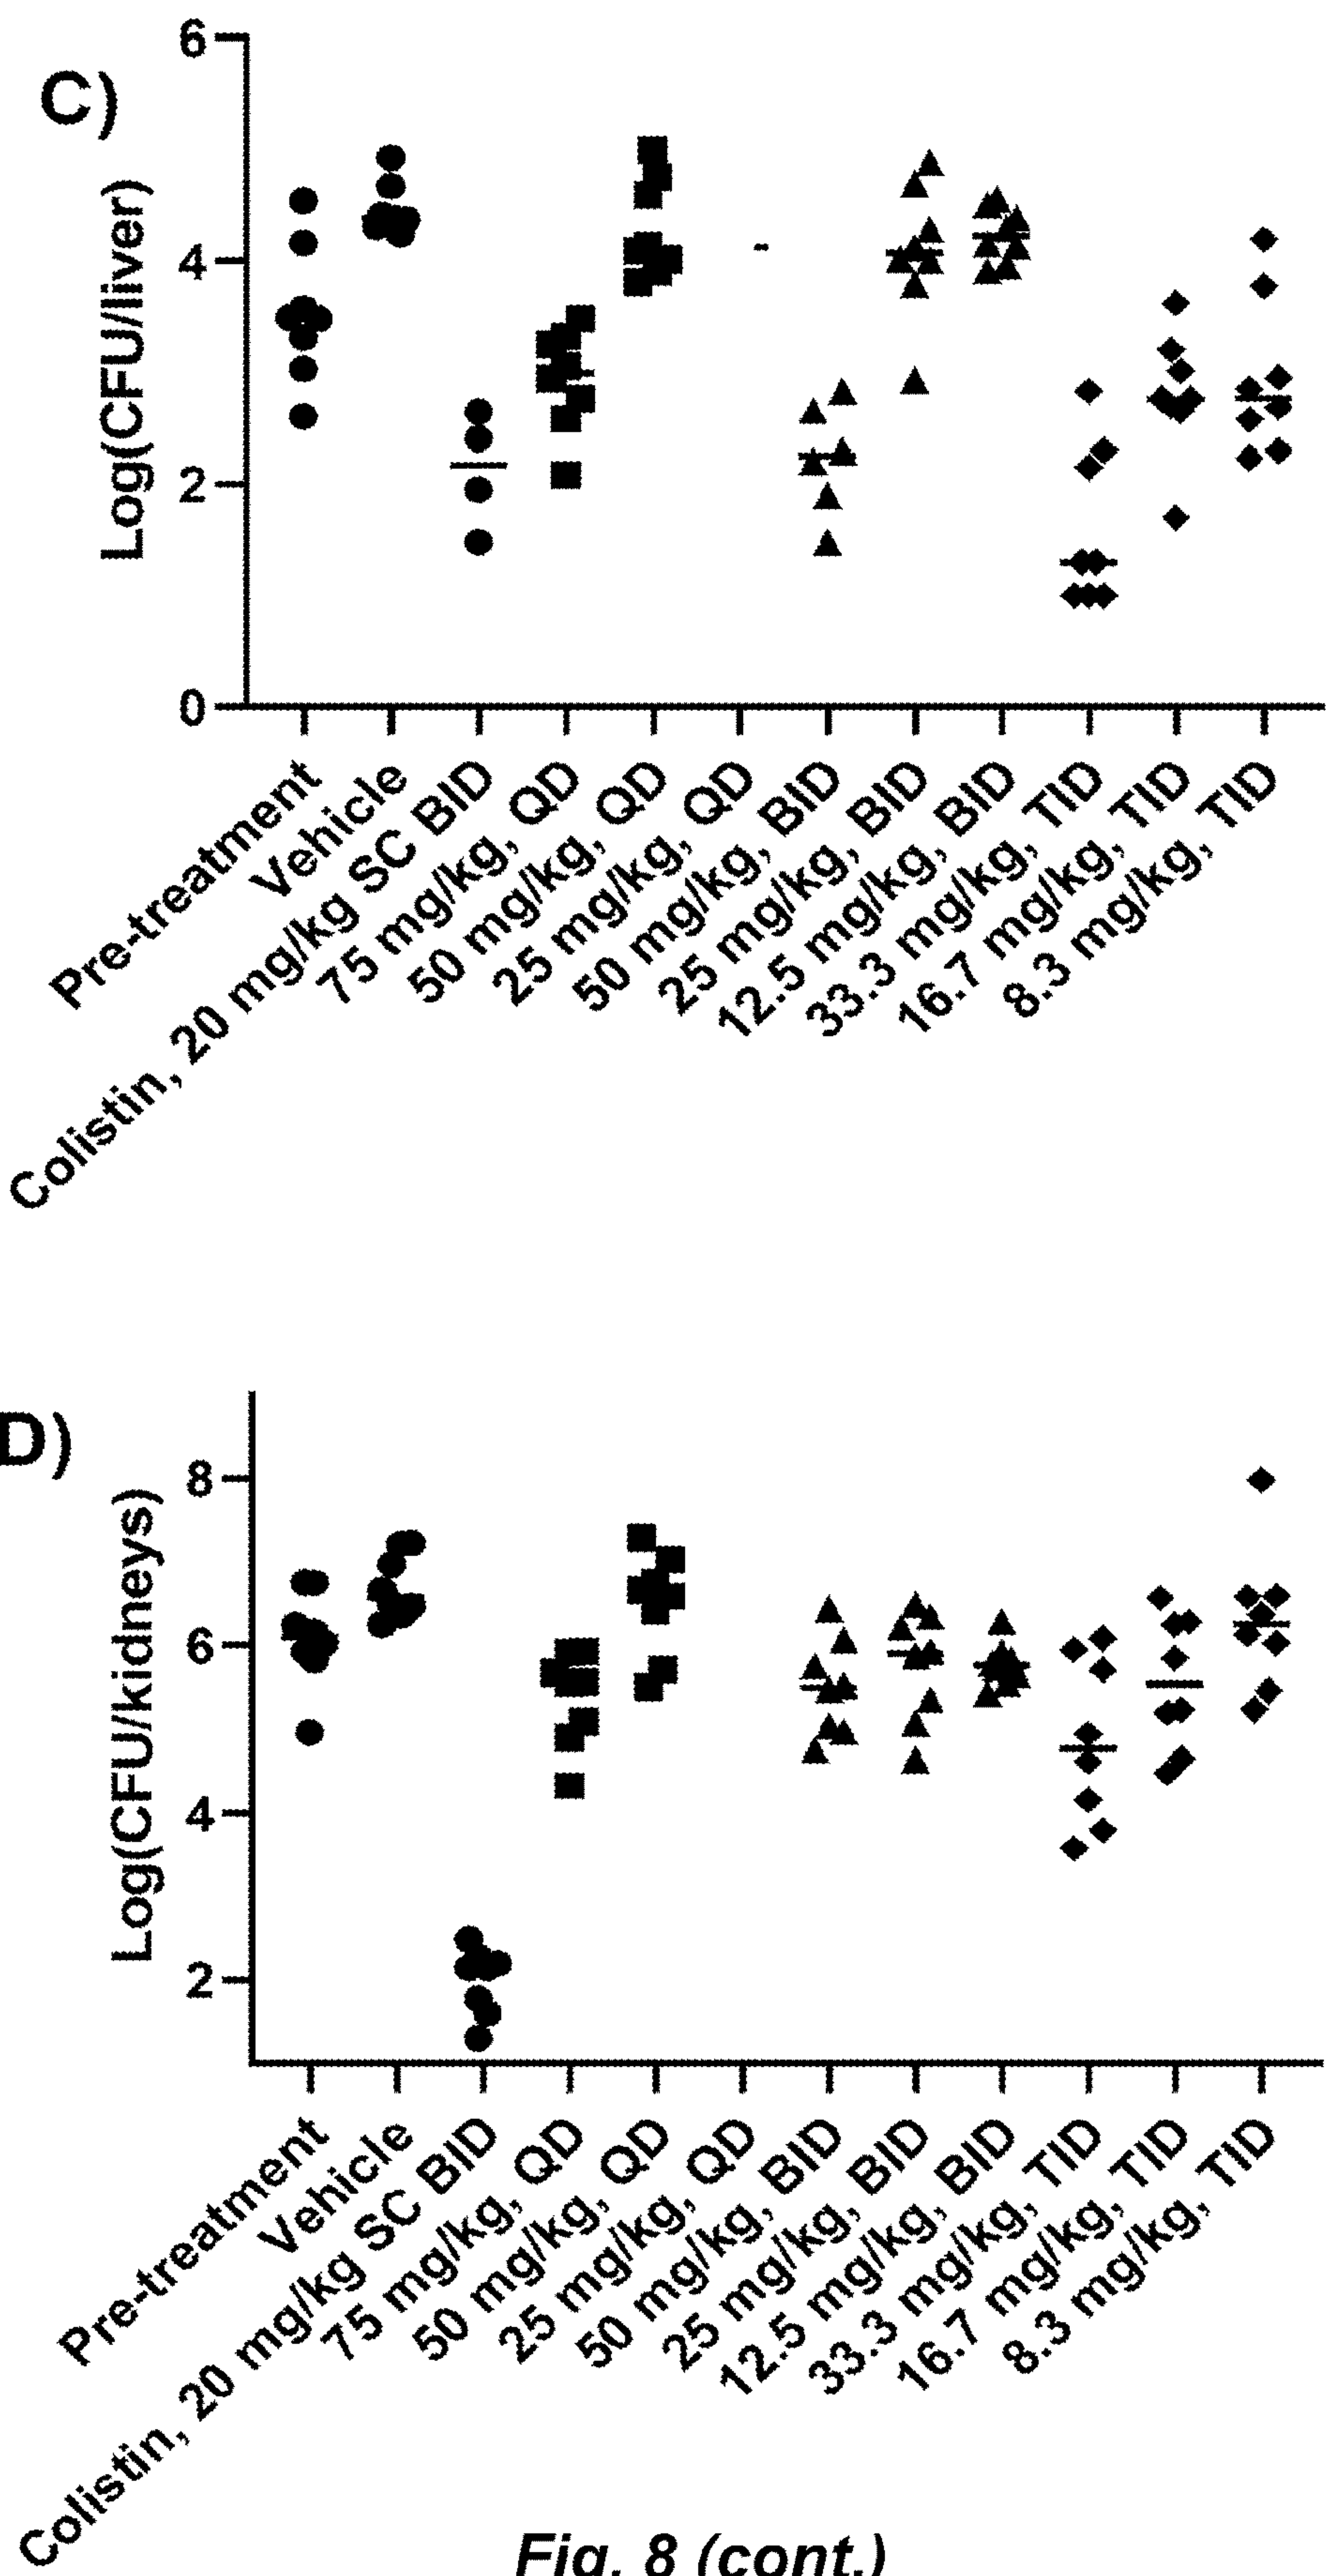 C)
Log(CFU/liver)
6
4
2
0
Pre-treatment
Vehicle
Colistin, 20 mg/kg SC BID
75 mg/kg, QD
50 mg/kg, QD
25 mg/kg, QD
50 mg/kg, BID
25 mg/kg, BID
12.5 mg/kg, BID
33.3 mg/kg, TID
16.7 mg/kg, TID
8.3 mg/kg, TID
D)
Log(CFU/kidneys)
8
6
4
2
Pre-treatment
Vehicle
Colistin, 20 mg/kg SC BID
75 mg/kg, QD
50 mg/kg, QD
25 mg/kg, QD
50 mg/kg, BID
25 mg/kg, BID
12.5 mg/kg, BID
33.3 mg/kg, TID
16.7 mg/kg, TID
8.3 mg/kg, TID
Fig. 8 (cont.)